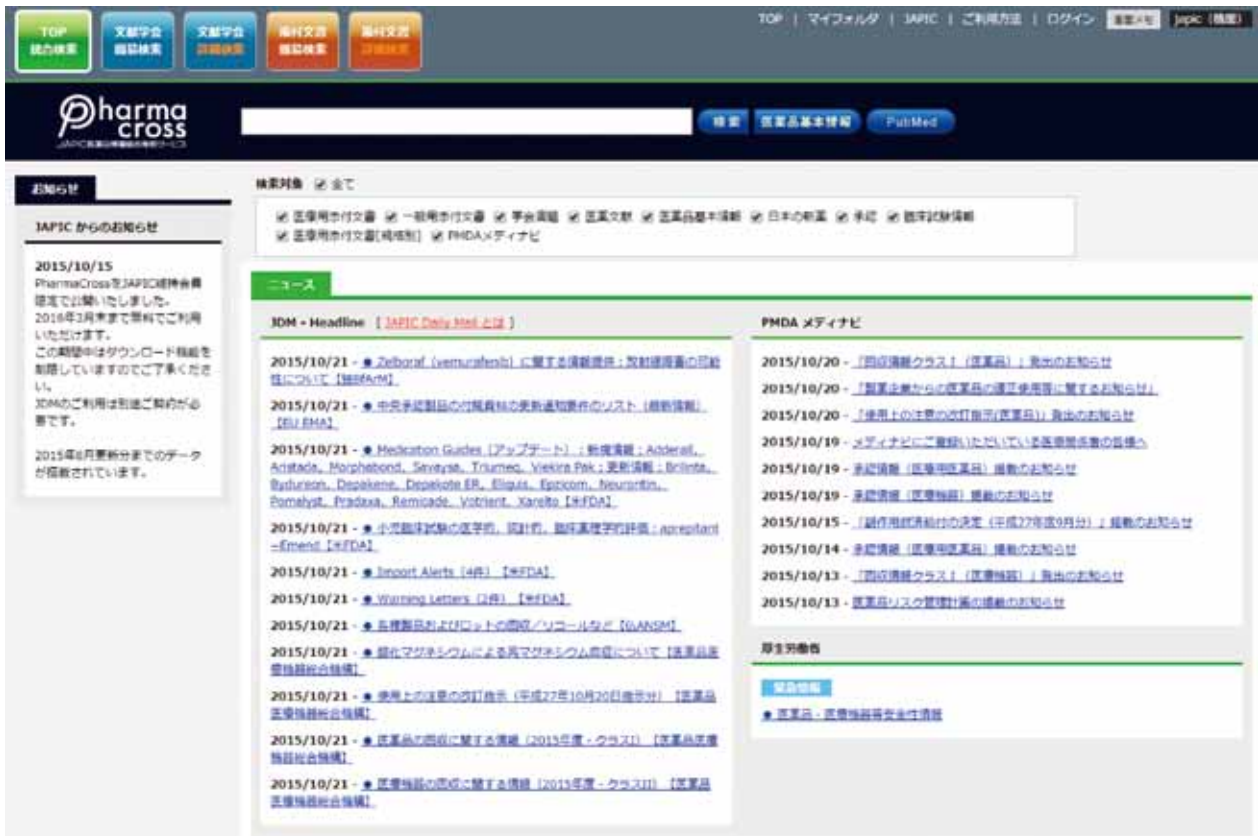 TOP
統合検索
文献学会
簡易検索
文献学会
詳細検索
添付文書
簡易検索
添付文書
詳細検索
TOP | マイフォルダ | JAPIC | ご利用方法 | ログイン
japic (機関)
Pharma
cross
検索
医薬品基本情報
PubMed
お知らせ
JAPIC からのお知らせ
2015/10/15
PharmaCrossをJAPIC維持会員
限定で公開いたしました。
2016年3月末まで無料でご利用
いただけます。
この期間中はダウンロード機能を
制限していますのでご了承くださ
い。
JDMのご利用は別途ご契約が必
要です。
2015年8月更新分までのデータ
が搭載されています。
検索対象 全て
医療用添付文書 一般用添付文書 学会演題 医薬文献 医薬品基本情報 日本の新薬 承認 臨床試験情報
医療用添付文書[規格別] PMDAメディナビ
ニュース
JDM - Headline [ JAPIC Daily Mail とは ]
2015/10/21 - ● Zelboraf (vemurafenib) に関する情報提供：放射線障害の可能
性について【独BfArM】
2015/10/21 - ● 中央承認製品の付属資料の更新通知要件のリスト（最新情報）
【EU EMA】
2015/10/21 - ● Medication Guides（アップデート）：新規情報：Adderall,
Aristada, Morphabond, Savaysa, Triumeq, Viekira Pak；更新情報：Brilinta,
Bydureon, Depakene, Depakote ER, Eliquis, Epzicom, Neurontin,
Pomalyst, Pradaxa, Remicade, Votrient, Xarelto【米FDA】
2015/10/21 - ● 小児臨床試験の医学的、統計的、臨床薬理学的評価：aprepitant
–Emend【米FDA】
2015/10/21 - ● Import Alerts（4件）【米FDA】
2015/10/21 - ● Warning Letters（2件）【米FDA】
2015/10/21 - ● 各種製品およびロットの回収／リコールなど【仏ANSM】
2015/10/21 - ● 酸化マグネシウムによる高マグネシウム血症について【医薬品医
療機器総合機構】
2015/10/21 - ● 使用上の注意の改訂指示（平成27年10月20日指示分）【医薬品
医療機器総合機構】
2015/10/21 - ● 医薬品の回収に関する情報（2015年度・クラスI）【医薬品医療
機器総合機構】
2015/10/21 - ● 医療機器の回収に関する情報（2015年度・クラスII）【医薬品
医療機器総合機構】
PMDA メディナビ
2015/10/20 - 「回収情報クラスⅠ（医薬品）」発出のお知らせ
2015/10/20 - 「製薬企業からの医薬品の適正使用等に関するお知らせ」
2015/10/20 - 「使用上の注意の改訂指示(医薬品)」発出のお知らせ
2015/10/19 - メディナビにご登録いただいている医療関係者の皆様へ
2015/10/19 - 承認情報（医療用医薬品）掲載のお知らせ
2015/10/19 - 承認情報（医療機器）掲載のお知らせ
2015/10/15 - 「副作用救済給付の決定（平成27年度9月分）」掲載のお知らせ
2015/10/14 - 承認情報（医療用医薬品）掲載のお知らせ
2015/10/13 - 「回収情報クラスⅠ（医療機器）」発出のお知らせ
2015/10/13 - 医薬品リスク管理計画の掲載のお知らせ
厚生労働省
緊急情報
● 医薬品・医療機器等安全性情報